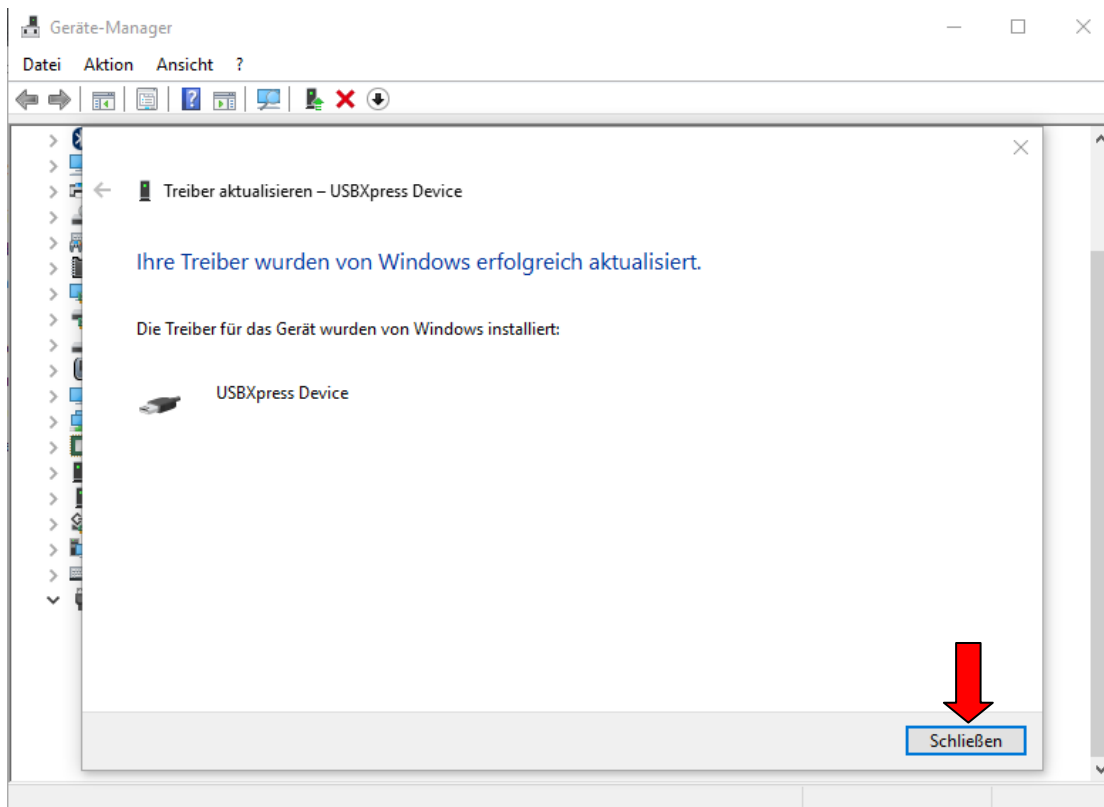 Geräte-Manager
Datei Aktion Ansicht ?
Treiber aktualisieren – USBXpress Device
Ihre Treiber wurden von Windows erfolgreich aktualisiert.
Die Treiber für das Gerät wurden von Windows installiert:
USBXpress Device
Schließen